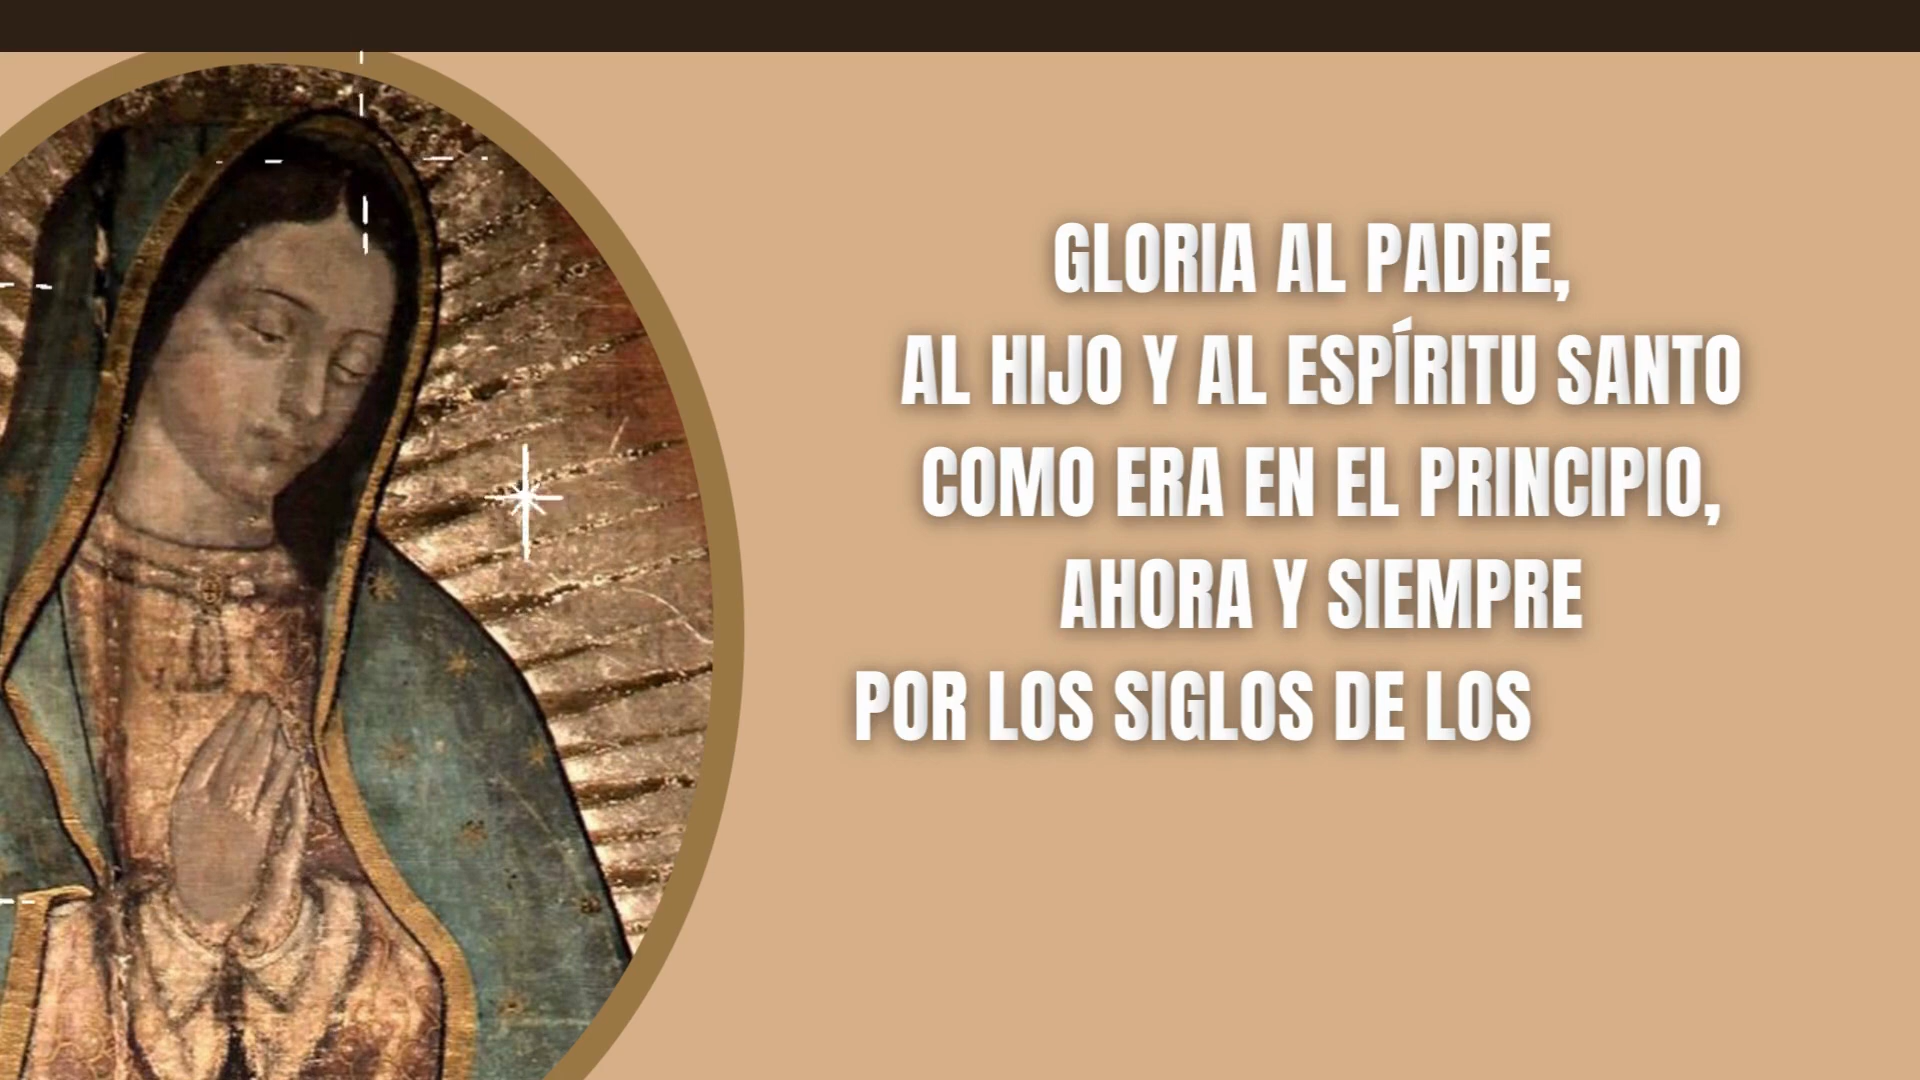 GLORIA AL PADRE,
AL HIJO Y AL ESPÍRITU SANTO
COMO ERA EN EL PRINCIPIO,
AHORA Y SIEMPRE
POR LOS SIGLOS DE LOS